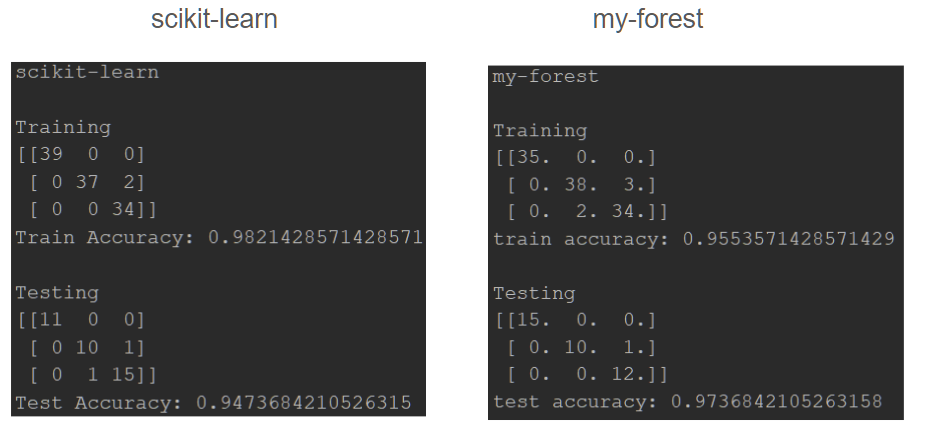 scikit-learn
scikit-learn
Training
[[39  0  0]
 [ 0 37  2]
 [ 0  0 34]]
Train Accuracy: 0.9821428571428571
Testing
[[11  0  0]
 [ 0 10  1]
 [ 0  1 15]]
Test Accuracy: 0.9473684210526315
my-forest
my-forest
Training
[[35.  0.  0.]
 [ 0. 38.  3.]
 [ 0.  2. 34.]]
train accuracy: 0.9553571428571429
Testing
[[15.  0.  0.]
 [ 0. 10.  1.]
 [ 0.  0. 12.]]
test accuracy: 0.9736842105263158